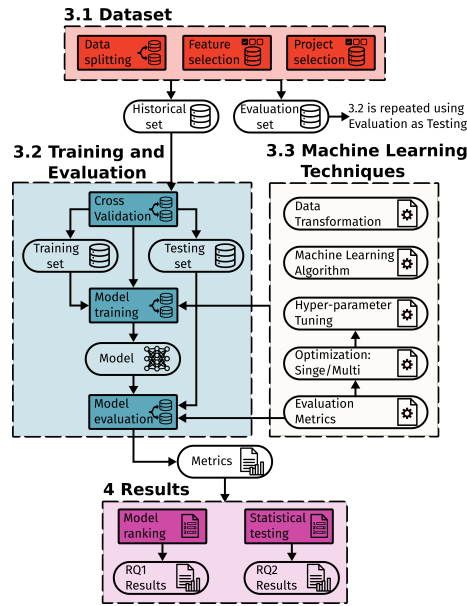 3.1 Dataset
Data
splitting
Feature
selection
Project
selection
Historical
set
Evaluation
set
3.2 is repeated using
Evaluation as Testing
3.2 Training and
Evaluation
3.3 Machine Learning
Techniques
Cross
Validation
Training
set
Testing
set
Model
training
Model
Model
evaluation
Data
Transformation
Machine Learning
Algorithm
Hyper-parameter
Tuning
Optimization:
Singe/Multi
Evaluation
Metrics
Metrics
4 Results
Model
ranking
Statistical
testing
RQ1
Results
RQ2
Results